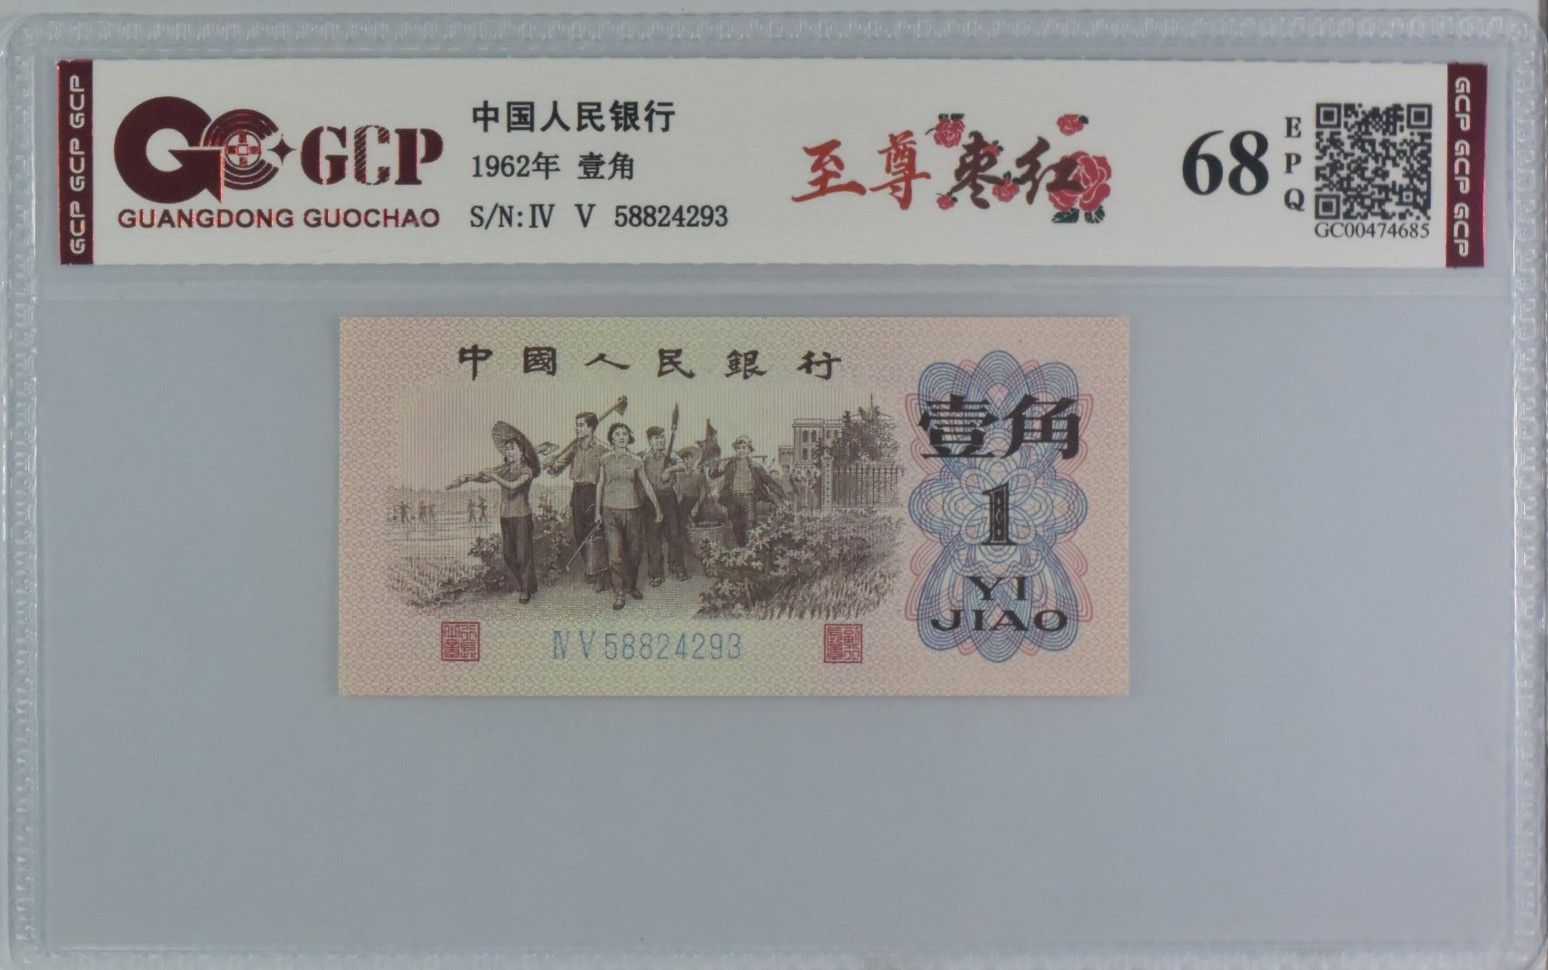 GCP GCP GCP
GCP
GUANGDONG GUOCHAO
中国人民银行
1962年 壹角
S/N:Ⅳ Ⅴ 58824293
至尊枣红
68
EPQ
GC00474685
GCP GCP GCP
中國人民銀行
壹角
1
YI
JIAO
Ⅳ Ⅴ 58824293